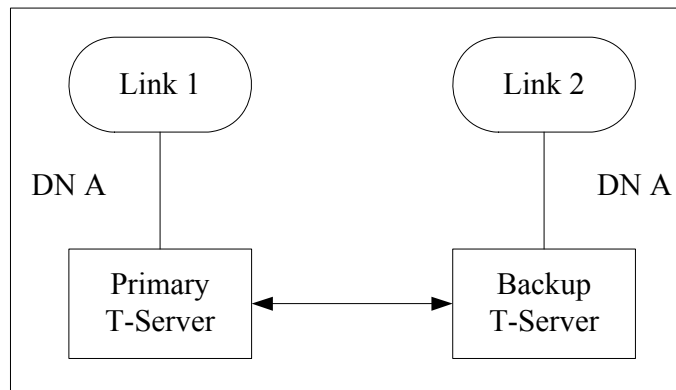 Link 1
Link 2
DN A
DN A
Primary
T-Server
Backup
T-Server